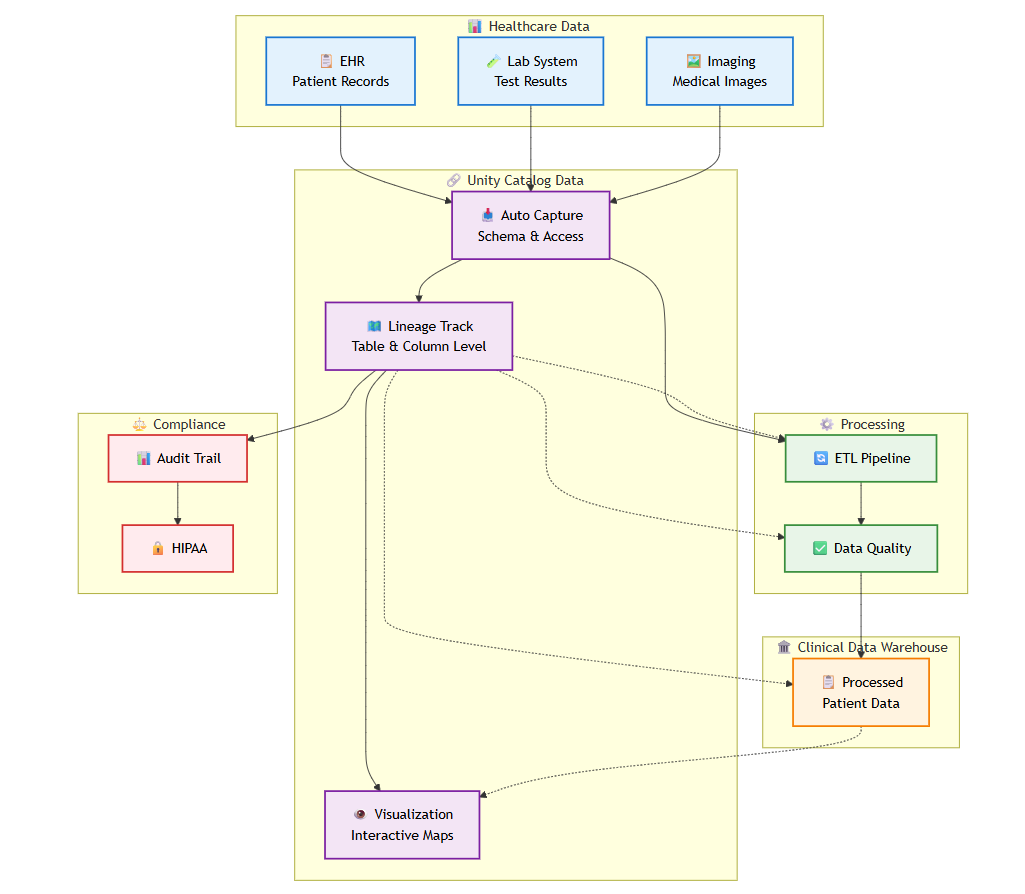 📊 Healthcare Data
📋 EHR
Patient Records
🧪 Lab System
Test Results
🖼️ Imaging
Medical Images
🔗 Unity Catalog Data
📥 Auto Capture
Schema & Access
🗺️ Lineage Track
Table & Column Level
⚖️ Compliance
📊 Audit Trail
🔒 HIPAA
⚙️ Processing
🔄 ETL Pipeline
✅ Data Quality
🏛️ Clinical Data Warehouse
📋 Processed
Patient Data
👁️ Visualization
Interactive Maps